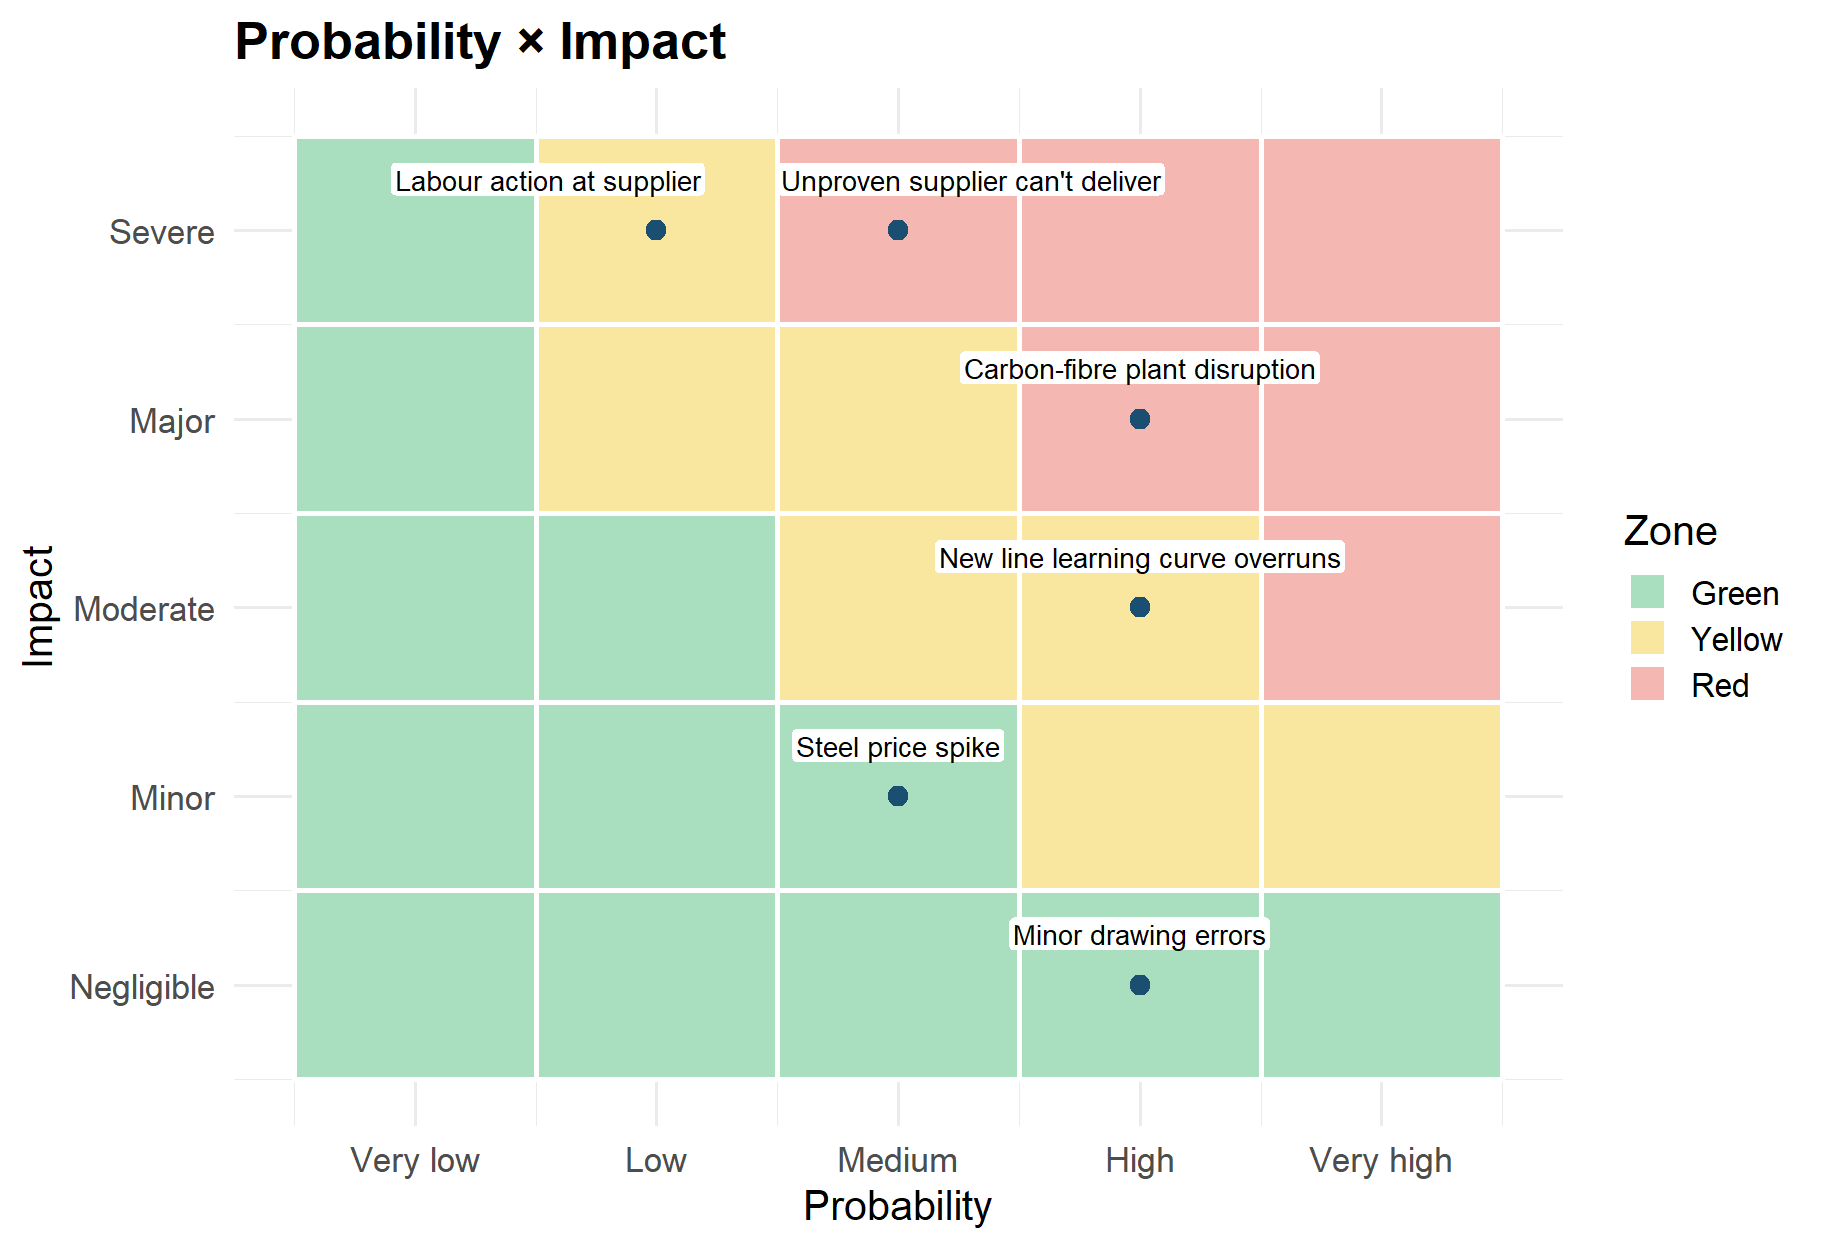 Probability × Impact
Labour action at supplier
Unproven supplier can't deliver
Severe
Carbon-fibre plant disruption
Major
New line learning curve overruns
Moderate
Steel price spike
Minor
Minor drawing errors
Negligible
Impact
Very low
Low
Medium
High
Very high
Probability
Zone
Green
Yellow
Red